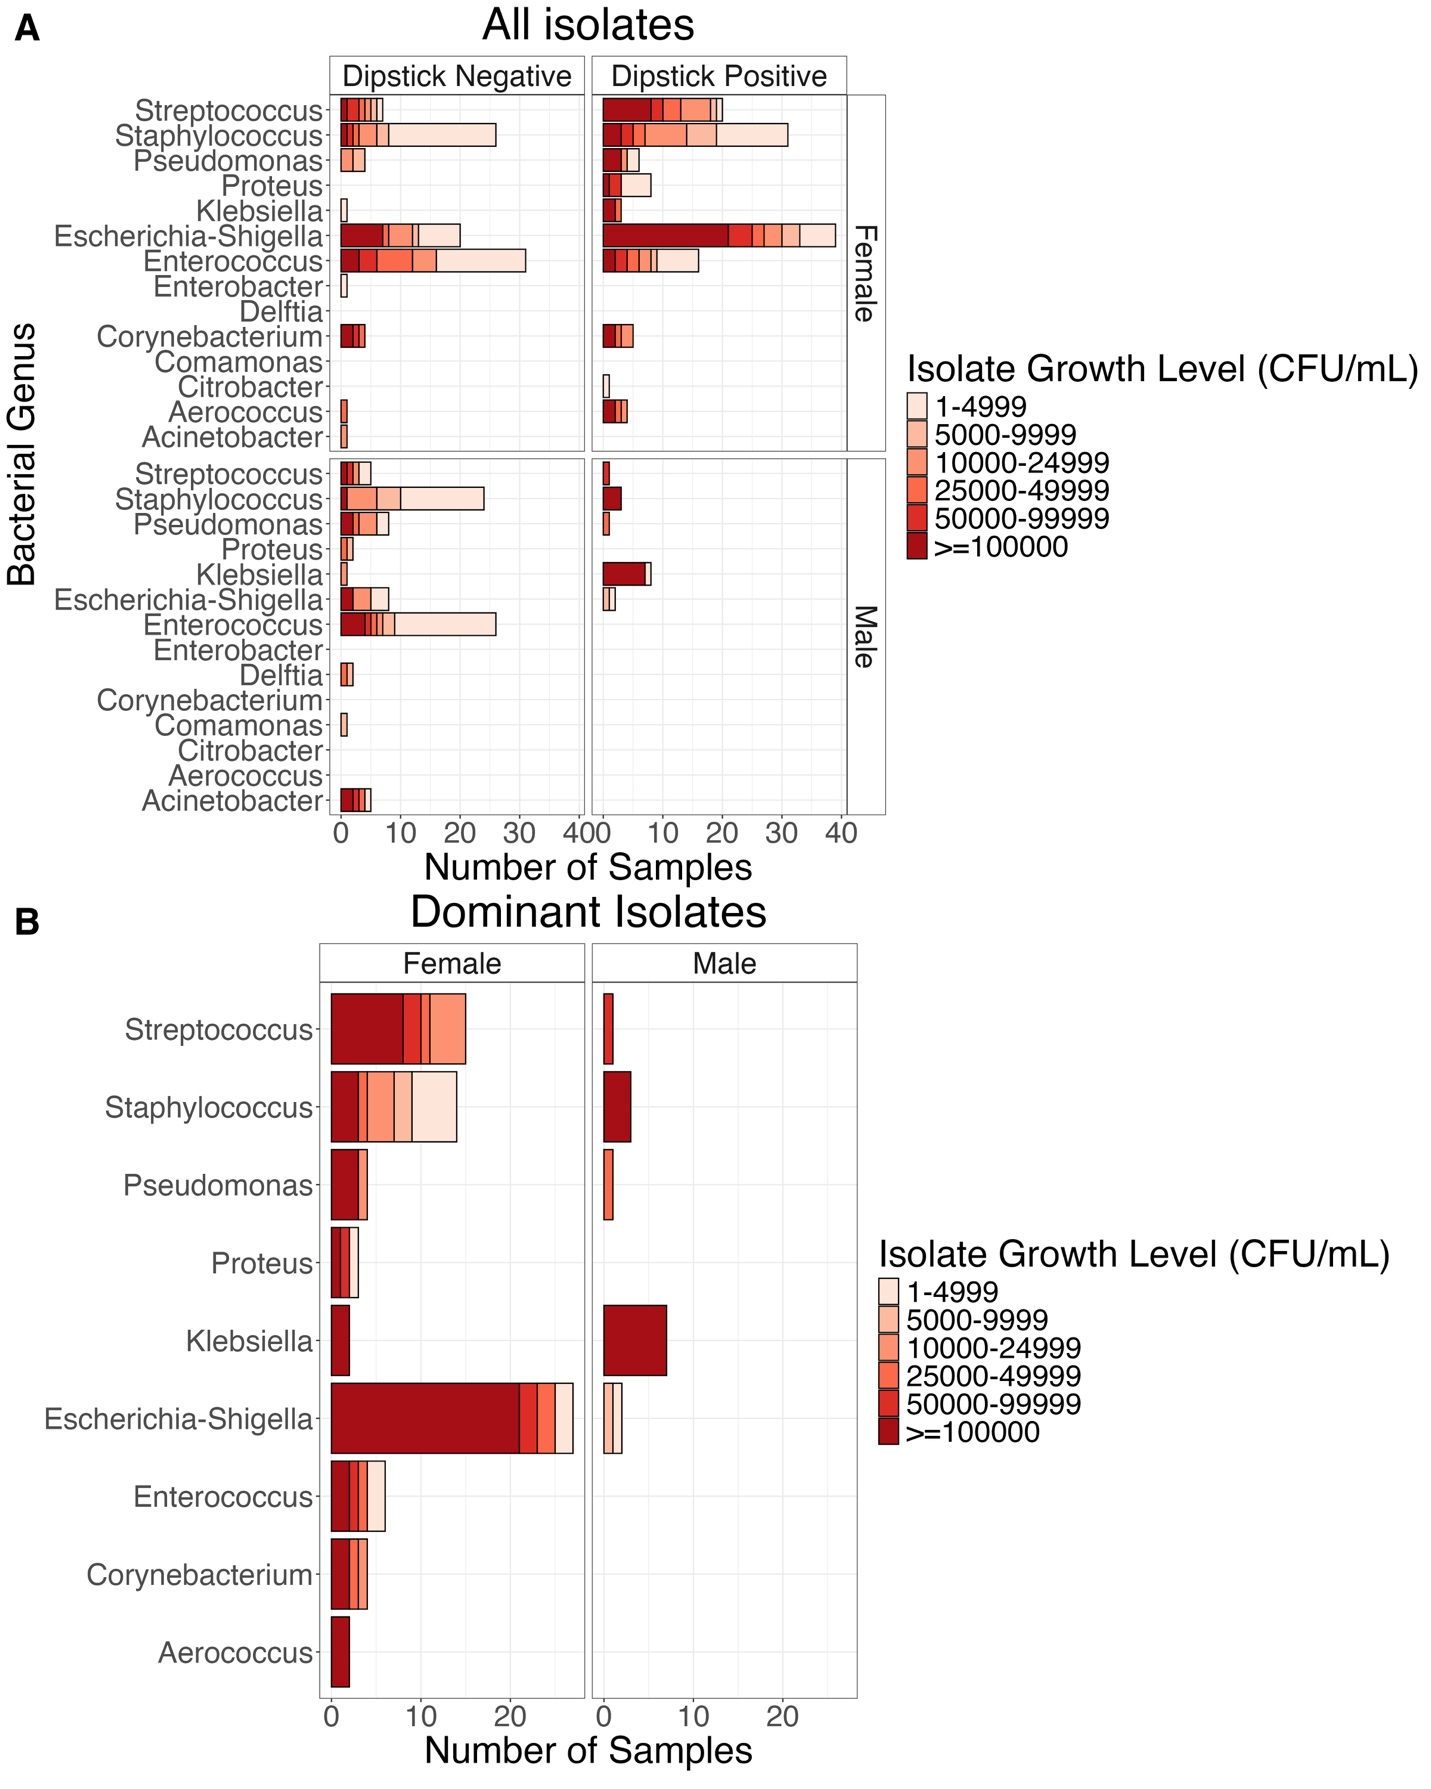 A
All isolates
Dipstick Negative
Dipstick Positive
Bacterial Genus
Streptococcus
Staphylococcus
Pseudomonas
Proteus
Klebsiella
Escherichia-Shigella
Enterococcus
Enterobacter
Delftia
Corynebacterium
Comamonas
Citrobacter
Aerococcus
Acinetobacter
Female
Streptococcus
Staphylococcus
Pseudomonas
Proteus
Klebsiella
Escherichia-Shigella
Enterococcus
Enterobacter
Delftia
Corynebacterium
Comamonas
Citrobacter
Aerococcus
Acinetobacter
Male
0 10 20 30 40
0 10 20 30 40
Number of Samples
Isolate Growth Level (CFU/mL)
1-4999
5000-9999
10000-24999
25000-49999
50000-99999
>=100000
B
Dominant Isolates
Female
Male
Streptococcus
Staphylococcus
Pseudomonas
Proteus
Klebsiella
Escherichia-Shigella
Enterococcus
Corynebacterium
Aerococcus
0 10 20
0 10 20
Number of Samples
Isolate Growth Level (CFU/mL)
1-4999
5000-9999
10000-24999
25000-49999
50000-99999
>=100000